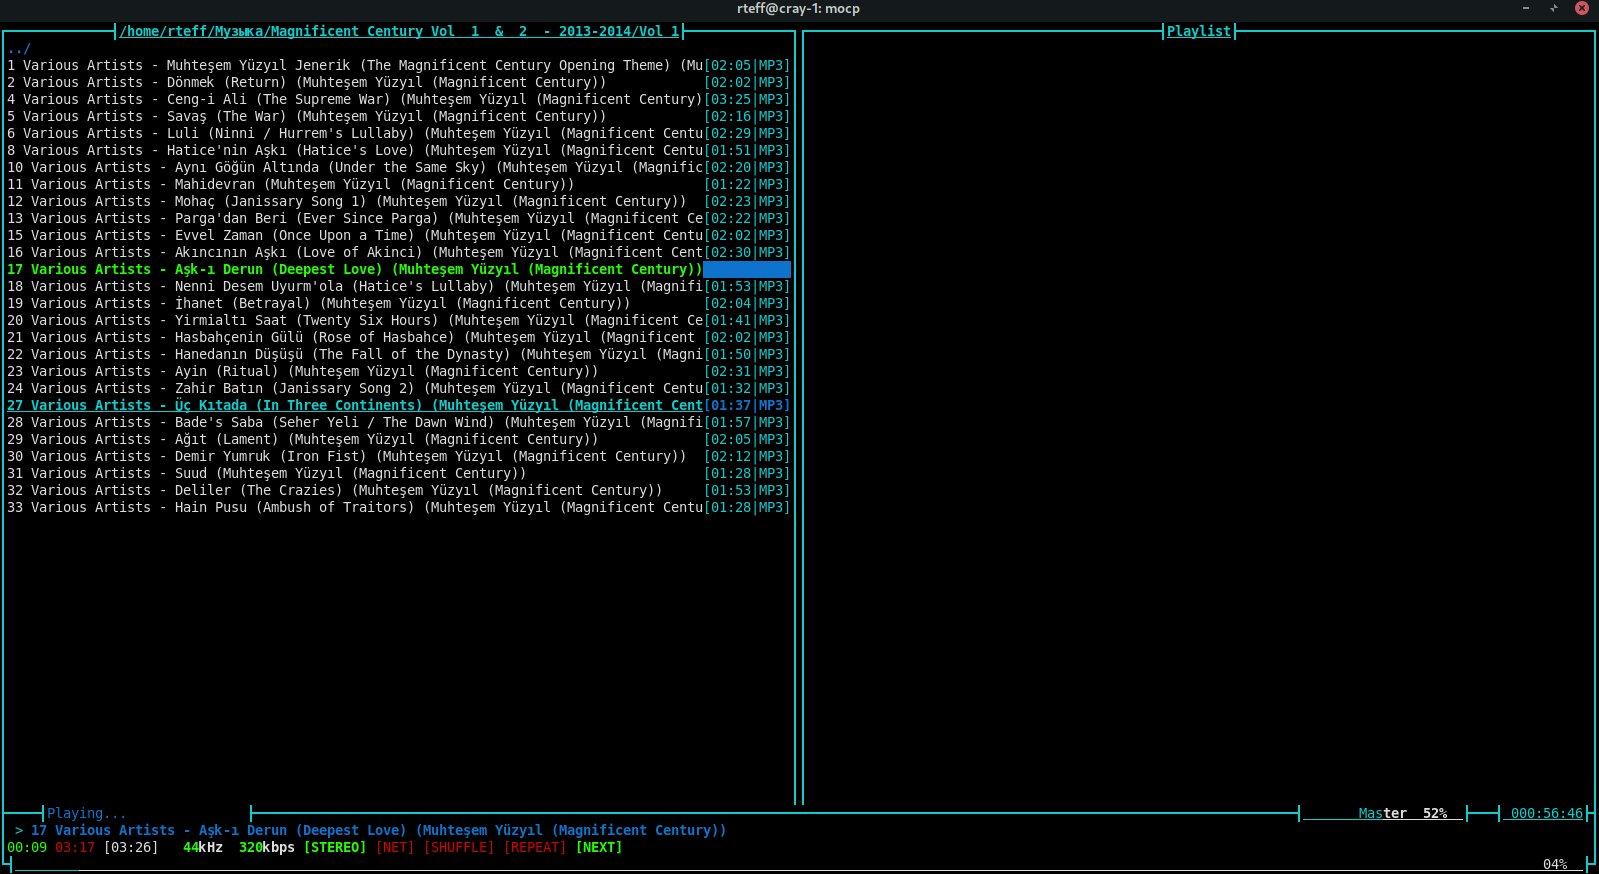 rteff@cray-1: mocp
/home/rteff/Музыка/Magnificent Century Vol  1  &  2  - 2013-2014/Vol 1
Playlist
../
1 Various Artists - Muhteşem Yüzyıl Jenerik (The Magnificent Century Opening Theme) (Mu[02:05|MP3]
2 Various Artists - Dönmek (Return) (Muhteşem Yüzyıl (Magnificent Century))            [02:02|MP3]
4 Various Artists - Ceng-i Ali (The Supreme War) (Muhteşem Yüzyıl (Magnificent Century)[03:25|MP3]
5 Various Artists - Savaş (The War) (Muhteşem Yüzyıl (Magnificent Century))            [02:16|MP3]
6 Various Artists - Luli (Ninni / Hurrem's Lullaby) (Muhteşem Yüzyıl (Magnificent Centu[02:29|MP3]
8 Various Artists - Hatice'nin Aşkı (Hatice's Love) (Muhteşem Yüzyıl (Magnificent Centu[01:51|MP3]
10 Various Artists - Aynı Göğün Altında (Under the Same Sky) (Muhteşem Yüzyıl (Magnific[02:20|MP3]
11 Various Artists - Mahidevran (Muhteşem Yüzyıl (Magnificent Century))                [01:22|MP3]
12 Various Artists - Mohaç (Janissary Song 1) (Muhteşem Yüzyıl (Magnificent Century))  [02:23|MP3]
13 Various Artists - Parga'dan Beri (Ever Since Parga) (Muhteşem Yüzyıl (Magnificent Ce[02:22|MP3]
15 Various Artists - Evvel Zaman (Once Upon a Time) (Muhteşem Yüzyıl (Magnificent Centu[02:02|MP3]
16 Various Artists - Akıncının Aşkı (Love of Akinci) (Muhteşem Yüzyıl (Magnificent Cent[02:30|MP3]
17 Various Artists - Aşk-ı Derun (Deepest Love) (Muhteşem Yüzyıl (Magnificent Century))
18 Various Artists - Nenni Desem Uyurm'ola (Hatice's Lullaby) (Muhteşem Yüzyıl (Magnifi[01:53|MP3]
19 Various Artists - İhanet (Betrayal) (Muhteşem Yüzyıl (Magnificent Century))         [02:04|MP3]
20 Various Artists - Yirmialtı Saat (Twenty Six Hours) (Muhteşem Yüzyıl (Magnificent Ce[01:41|MP3]
21 Various Artists - Hasbahçenin Gülü (Rose of Hasbahce) (Muhteşem Yüzyıl (Magnificent [02:02|MP3]
22 Various Artists - Hanedanın Düşüşü (The Fall of the Dynasty) (Muhteşem Yüzyıl (Magni[01:50|MP3]
23 Various Artists - Ayin (Ritual) (Muhteşem Yüzyıl (Magnificent Century))             [02:31|MP3]
24 Various Artists - Zahir Batın (Janissary Song 2) (Muhteşem Yüzyıl (Magnificent Centu[01:32|MP3]
27 Various Artists - Üç Kıtada (In Three Continents) (Muhteşem Yüzyıl (Magnificent Cent[01:37|MP3]
28 Various Artists - Bade's Saba (Seher Yeli / The Dawn Wind) (Muhteşem Yüzyıl (Magnifi[01:57|MP3]
29 Various Artists - Ağıt (Lament) (Muhteşem Yüzyıl (Magnificent Century))             [02:05|MP3]
30 Various Artists - Demir Yumruk (Iron Fist) (Muhteşem Yüzyıl (Magnificent Century))  [02:12|MP3]
31 Various Artists - Suud (Muhteşem Yüzyıl (Magnificent Century))                      [01:28|MP3]
32 Various Artists - Deliler (The Crazies) (Muhteşem Yüzyıl (Magnificent Century))     [01:53|MP3]
33 Various Artists - Hain Pusu (Ambush of Traitors) (Muhteşem Yüzyıl (Magnificent Centu[01:28|MP3]
Playing...  Master  52%  000:56:46
> 17 Various Artists - Aşk-ı Derun (Deepest Love) (Muhteşem Yüzyıl (Magnificent Century))
00:09 03:17 [03:26]   44kHz  320kbps [STEREO] [NET] [SHUFFLE] [REPEAT] [NEXT]
04%